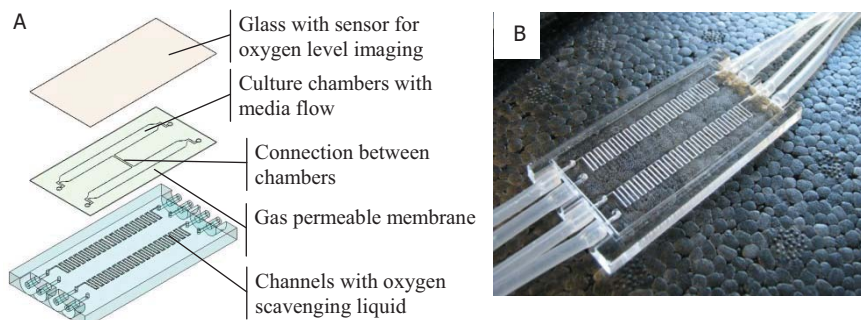 A
Glass with sensor for
oxygen level imaging
Culture chambers with
media flow
Connection between
chambers
Gas permeable membrane
Channels with oxygen
scavenging liquid
B